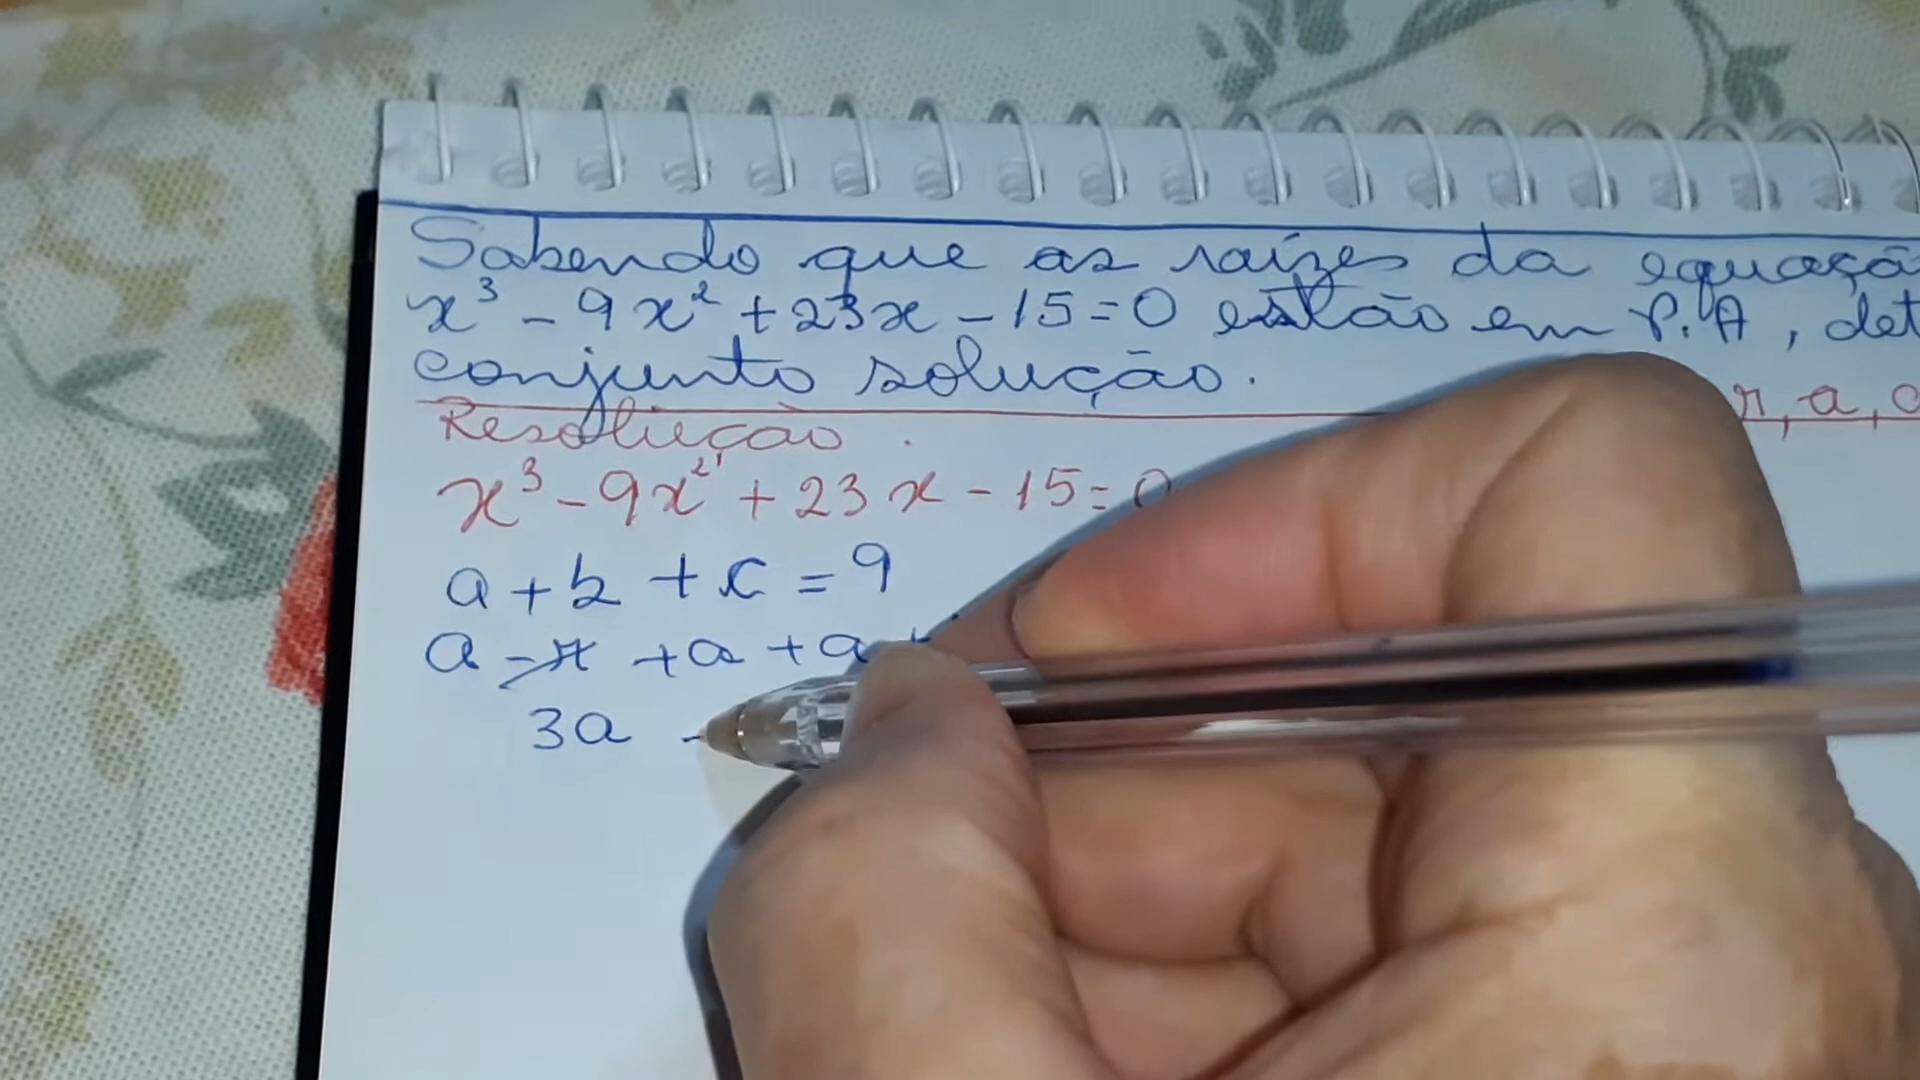 Sabendo que as raízes da equaçã
x³ - 9x² + 23x - 15 = 0 estão em P.A, det
conjunto solução.
r, a, a
Resolução
x³ - 9x² + 23x - 15 = 0
a + b + c = 9
a - r + a + a +
3a -